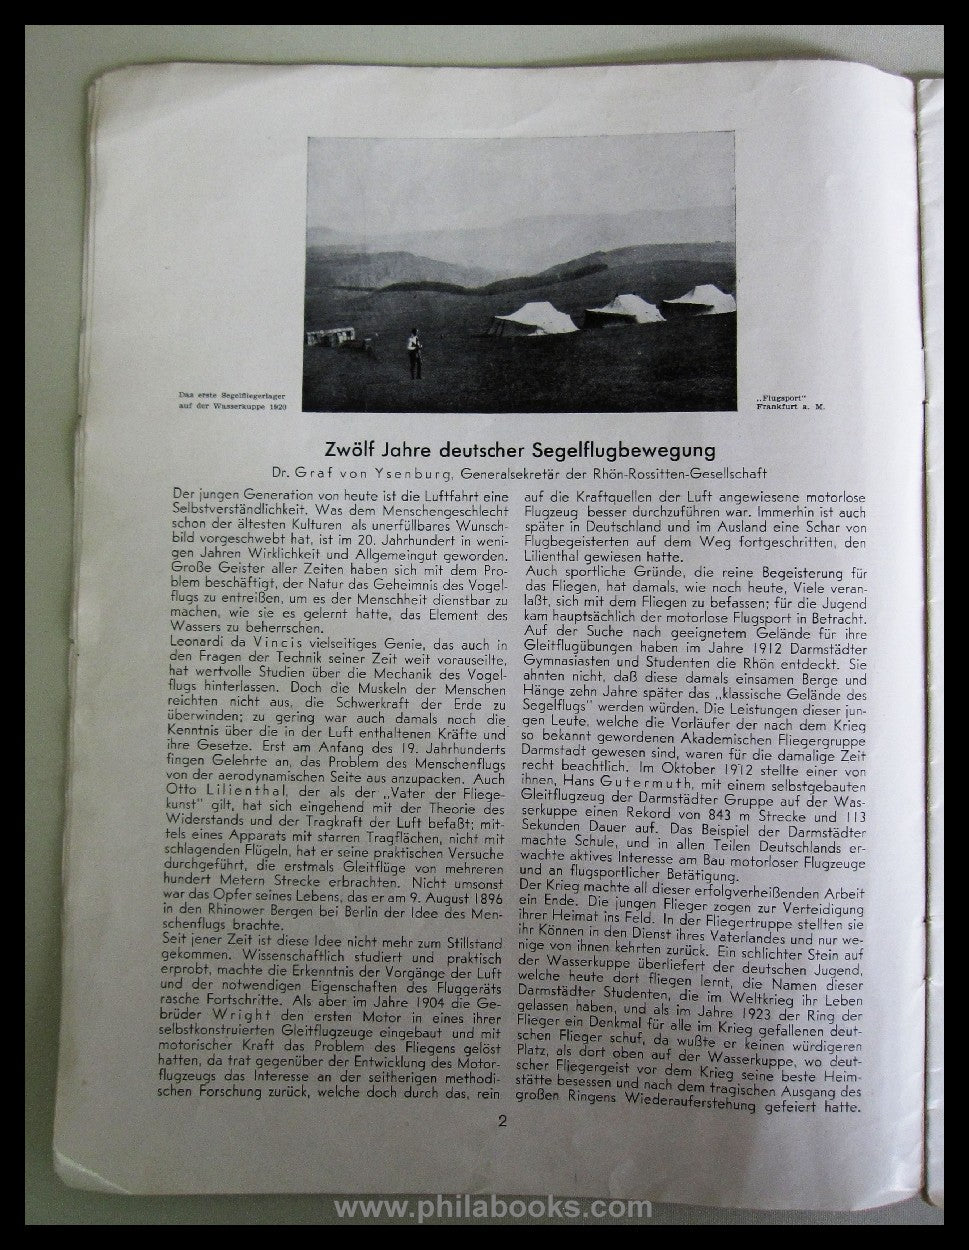 Das erste Segelfliegerlager
auf der Wasserkuppe 1920
„Flugsport"
Frankfurt a. M.
Zwölf Jahre deutscher Segelflugbewegung
Dr. Graf von Ysenburg, Generalsekretär der Rhön-Rossitten-Gesellschaft
Der jungen Generation von heute ist die Luftfahrt eine
Selbstverständlichkeit. Was dem Menschengeschlecht
schon der ältesten Kulturen als unerfüllbares Wunsch-
bild vorgeschwebt hat, ist im 20. Jahrhundert in weni-
gen Jahren Wirklichkeit und Allgemeingut geworden.
Große Geister aller Zeiten haben sich mit dem Pro-
blem beschäftigt, der Natur das Geheimnis des Vogel-
flugs zu entreißen, um es der Menschheit dienstbar zu
machen, wie sie es gelernt hatte, das Element des
Wassers zu beherrschen.
Leonardi da Vincis vielseitiges Genie, das auch in
den Fragen der Technik seiner Zeit weit vorauseilte,
hat wertvolle Studien über die Mechanik des Vogel-
flugs hinterlassen. Doch die Muskeln der Menschen
reichten nicht aus, die Schwerkraft der Erde zu
überwinden; zu gering war auch damals noch die
Kenntnis über die in der Luft enthaltenen Kräfte und
ihre Gesetze. Erst am Anfang des 19. Jahrhunderts
fingen Gelehrte an, das Problem des Menschenflugs
von der aerodynamischen Seite aus anzupacken. Auch
Otto Lilienthal, der als der „Vater der Fliege-
kunst" gilt, hat sich eingehend mit der Theorie des
Widerstands und der Tragkraft der Luft befaßt; mit-
tels eines Apparats mit starren Tragflächen, nicht mit
schlagenden Flügeln, hat er seine praktischen Versuche
durchgeführt, die erstmals Gleitflüge von mehreren
hundert Metern Strecke erbrachten. Nicht umsonst
war das Opfer seines Lebens, das er am 9. August 1896
in den Rhinower Bergen bei Berlin der Idee des Men-
schenflugs brachte.
Seit jener Zeit ist diese Idee nicht mehr zum Stillstand
gekommen. Wissenschaftlich studiert und praktisch
erprobt, machte die Erkenntnis der Vorgänge der Luft
und der notwendigen Eigenschaften des Fluggeräts
rasche Fortschritte. Als aber im Jahre 1904 die Ge-
brüder Wright den ersten Motor in eines ihrer
selbstkonstruierten Gleitflugzeuge eingebaut und mit
motorischer Kraft das Problem des Fliegens gelöst
hatten, da trat gegenüber der Entwicklung des Motor-
flugzeugs das Interesse an der seitherigen methodi-
schen Forschung zurück, welche doch durch das, rein
auf die Kraftquellen der Luft angewiesene motorlose
Flugzeug besser durchzuführen war. Immerhin ist auch
später in Deutschland und im Ausland eine Schar von
Flugbegeisterten auf dem Weg fortgeschritten, den
Lilienthal gewiesen hatte.
Auch sportliche Gründe, die reine Begeisterung für
das Fliegen, hat damals, wie noch heute, Viele veran-
laßt, sich mit dem Fliegen zu befassen; für die Jugend
kam hauptsächlich der motorlose Flugsport in Betracht.
Auf der Suche nach geeignetem Gelände für ihre
Gleitflugübungen haben im Jahre 1912 Darmstädter
Gymnasiasten und Studenten die Rhön entdeckt. Sie
ahnten nicht, daß diese damals einsamen Berge und
Hänge zehn Jahre später das „klassische Gelände des
Segelflugs" werden würden. Die Leistungen dieser jun-
gen Leute, welche die Vorläufer der nach dem Krieg
so bekannt gewordenen Akademischen Fliegergruppe
Darmstadt gewesen sind, waren für die damalige Zeit
recht beachtlich. Im Oktober 1912 stellte einer von
ihnen, Hans Gutermuth, mit einem selbstgebauten
Gleitflugzeug der Darmstädter Gruppe auf der Was-
serkuppe einen Rekord von 843 m Strecke und 113
Sekunden Dauer auf. Das Beispiel der Darmstädter
machte Schule, und in allen Teilen Deutschlands er-
wachte aktives Interesse am Bau motorloser Flugzeuge
und an flugsportlicher Betätigung.
Der Krieg machte all dieser erfolgverheißenden Arbeit
ein Ende. Die jungen Flieger zogen zur Verteidigung
ihrer Heimat ins Feld. In der Fliegertruppe stellten sie
ihr Können in den Dienst ihres Vaterlandes und nur we-
nige von ihnen kehrten zurück. Ein schlichter Stein auf
der Wasserkuppe überliefert der deutschen Jugend,
welche heute dort fliegen lernt, die Namen dieser
Darmstädter Studenten, die im Weltkrieg ihr Leben
gelassen haben, und als im Jahre 1923 der Ring der
Flieger ein Denkmal für alle im Krieg gefallenen deut-
schen Flieger schuf, da wußte er keinen würdigeren
Platz, als dort oben auf der Wasserkuppe, wo deut-
scher Fliegergeist vor dem Krieg seine beste Heim-
stätte besessen und nach dem tragischen Ausgang des
großen Ringens Wiederauferstehung gefeiert hatte.
2
www.philabooks.com